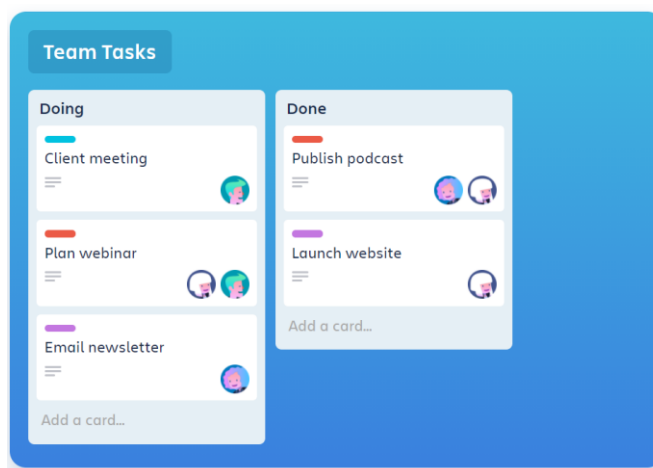 Team Tasks
Doing
Client meeting
Plan webinar
Email newsletter
Add a card...
Done
Publish podcast
Launch website
Add a card...